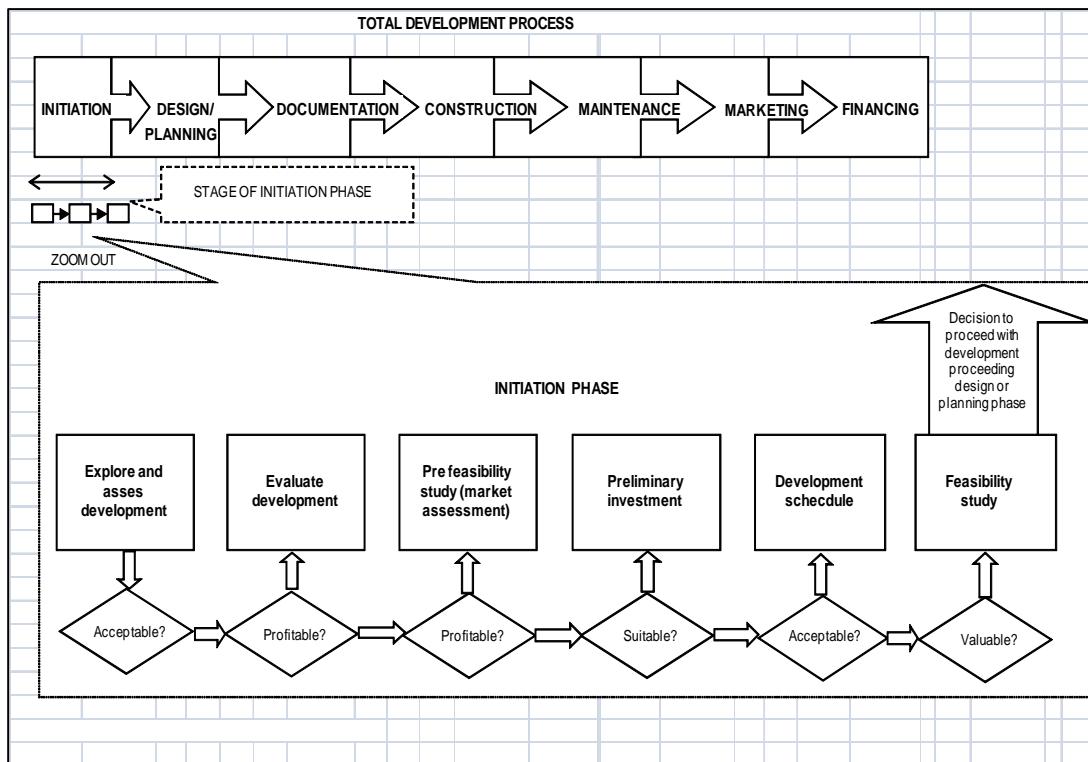 TOTAL DEVELOPMENT PROCESS
INITIATION
DESIGN/
PLANNING
DOCUMENTATION
CONSTRUCTION
MAINTENANCE
MARKETING
FINANCING
STAGE OF INITIATION PHASE
ZOOM OUT
Decision to
proceed with
development
proceeding
design or
planning phase
INITIATION PHASE
Explore and
asses
development
Evaluate
development
Pre feasibility
study (market
assessment)
Preliminary
investment
Development
schecdule
Feasibility
study
Acceptable?
Profitable?
Profitable?
Suitable?
Acceptable?
Valuable?